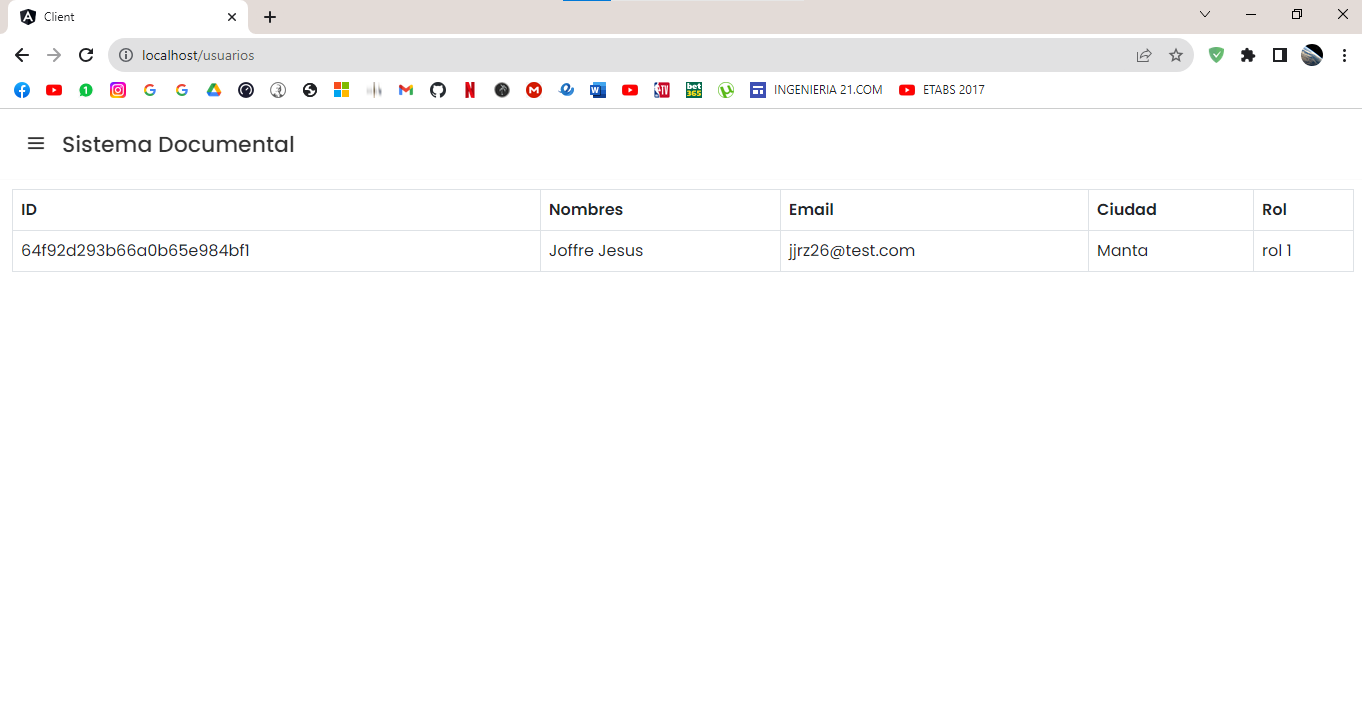 Client
localhost/usuarios
INGENIERIA 21.COM ETABS 2017
Sistema Documental
ID Nombres Email Ciudad Rol
64f92d293b66a0b65e984bf1 Joffre Jesus jjrz26@test.com Manta rol 1